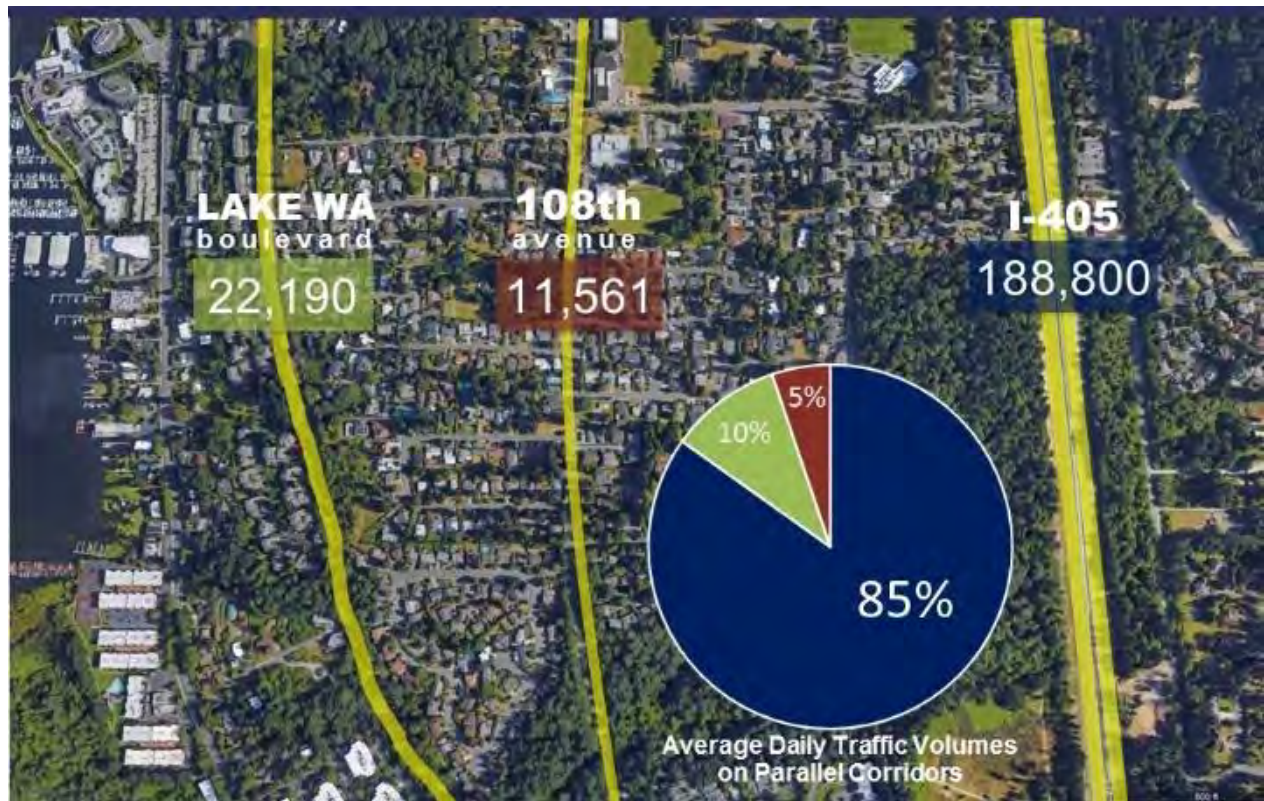 LAKE WA
boulevard
22,190
108th
avenue
11,561
I-405
188,800
5%
10%
85%
Average Daily Traffic Volumes
on Parallel Corridors